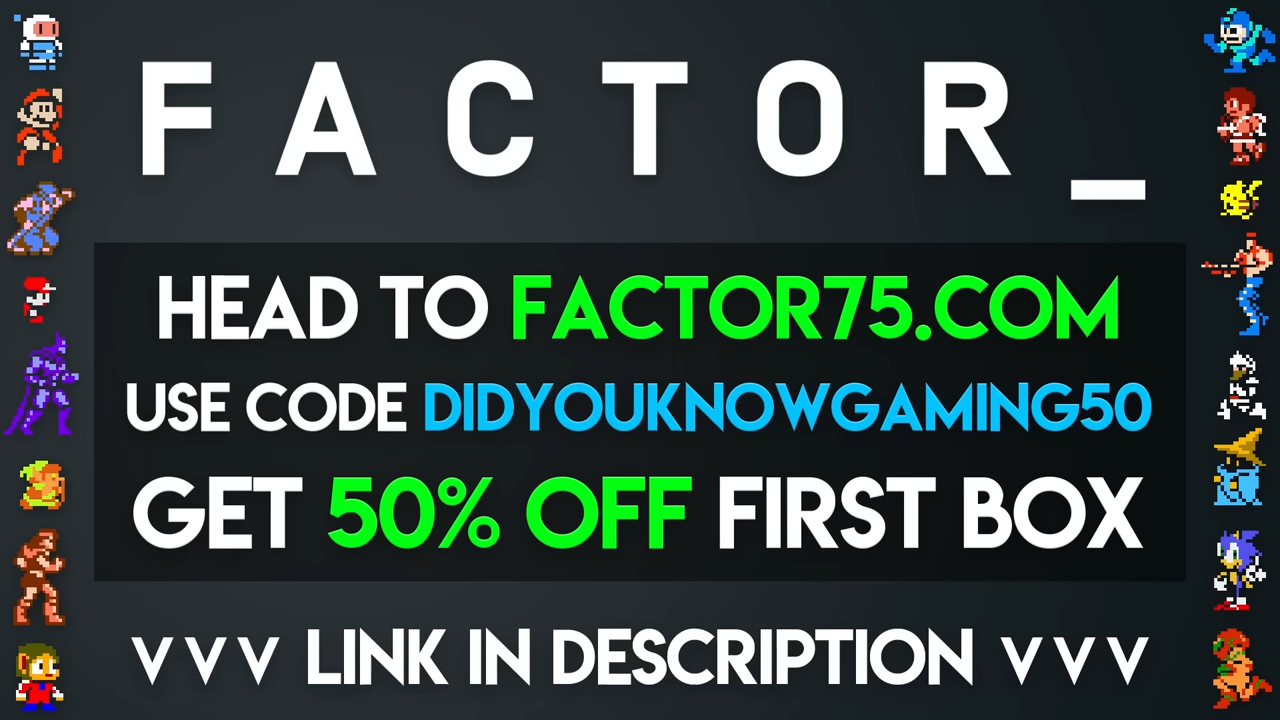 FACTOR_
HEAD TO FACTOR75.COM
USE CODE DIDYOUKNOWGAMING50
GET 50% OFF FIRST BOX
VVV LINK IN DESCRIPTION VVV